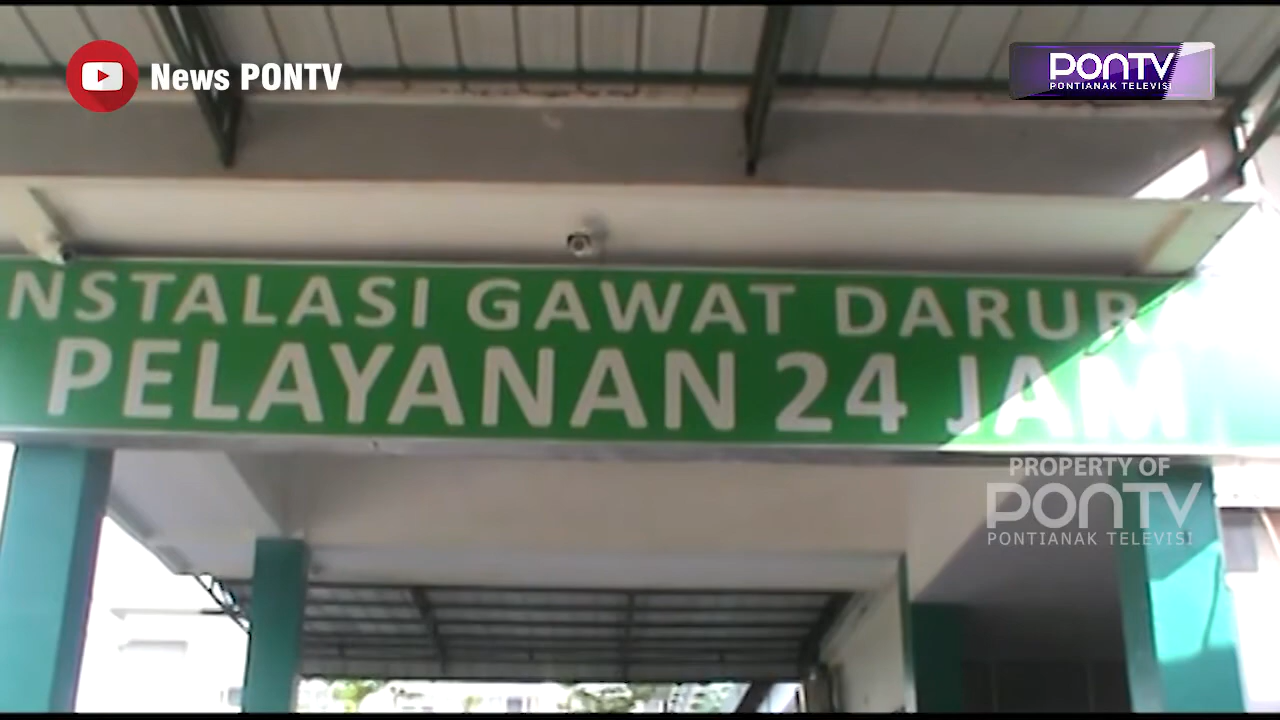 News PONTV
PONTV
PONTIANAK TELEVISI
NSTALASI GAWAT DARUR
PELAYANAN 24 JAM
PROPERTY OF
PONTV
PONTIANAK TELEVISI